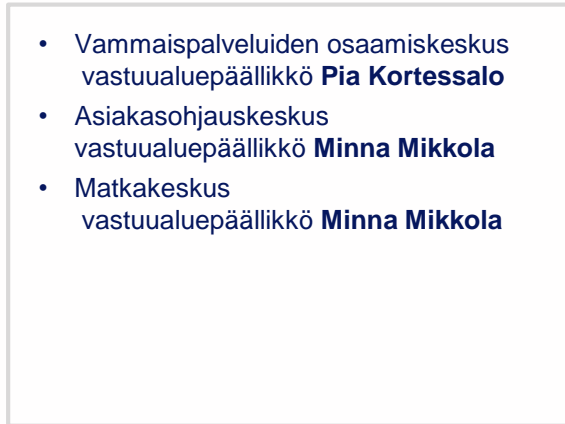 • Vammaispalveluiden osaamiskeskus
vastuualuepäällikkö Pia Kortessalo
• Asiakasohjauskeskus
vastuualuepäällikkö Minna Mikkola
• Matkakeskus
vastuualuepäällikkö Minna Mikkola